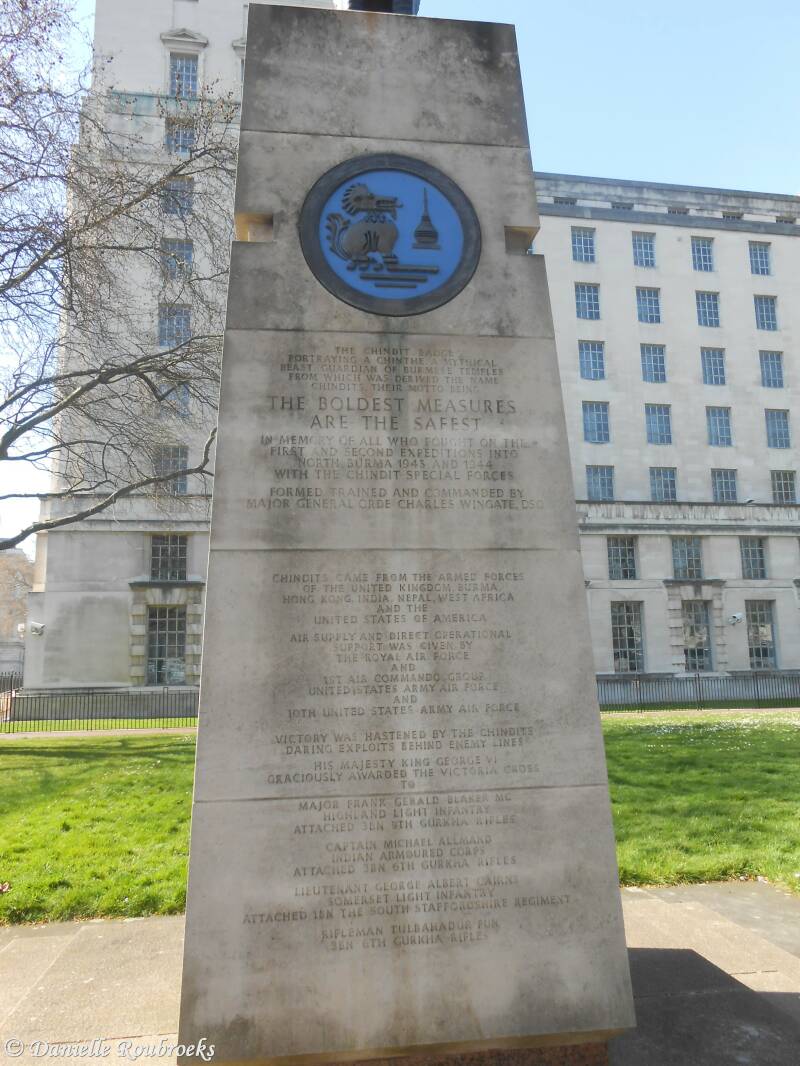 THE CHINDIT BADGE
PORTRAYING A CHINTHE A MYTHICAL
BEAST GUARDIAN OF BURMESE TEMPLES
FROM WHICH WAS DERIVED THE NAME
CHINDITS, THEIR MOTTO BEING
THE BOLDEST MEASURES
ARE THE SAFEST
IN MEMORY OF ALL WHO FOUGHT ON THE
FIRST AND SECOND EXPEDITIONS INTO
NORTH BURMA 1943 AND 1944
WITH THE CHINDIT SPECIAL FORCES
FORMED, TRAINED AND COMMANDED BY
MAJOR GENERAL ORDE CHARLES WINGATE, DSO
CHINDITS CAME FROM THE ARMED FORCES
OF THE UNITED KINGDOM, BURMA,
HONG KONG, INDIA, NEPAL, WEST AFRICA
AND THE
UNITED STATES OF AMERICA
AIR SUPPLY AND DIRECT OPERATIONAL
SUPPORT WAS GIVEN BY
THE ROYAL AIR FORCE
AND
1ST AIR COMMANDO GROUP
UNITED STATES ARMY AIR FORCE
AND
10TH UNITED STATES ARMY AIR FORCE
VICTORY WAS HASTENED BY THE CHINDITS
DARING EXPLOITS BEHIND ENEMY LINES
HIS MAJESTY KING GEORGE VI
GRACIOUSLY AWARDED THE VICTORIA CROSS
TO
MAJOR FRANK GERALD BLAKER MC
HIGHLAND LIGHT INFANTRY
ATTACHED 3BN 9TH GURKHA RIFLES
CAPTAIN MICHAEL ALLMAND
INDIAN ARMOURED CORPS
ATTACHED 3BN 6TH GURKHA RIFLES
LIEUTENANT GEORGE ALBERT CAIRNS
SOMERSET LIGHT INFANTRY
ATTACHED 1BN THE SOUTH STAFFORDSHIRE REGIMENT
RIFLEMAN TULBAHADUR PUN
3BN 6TH GURKHA RIFLES
© Danielle Roubroeks